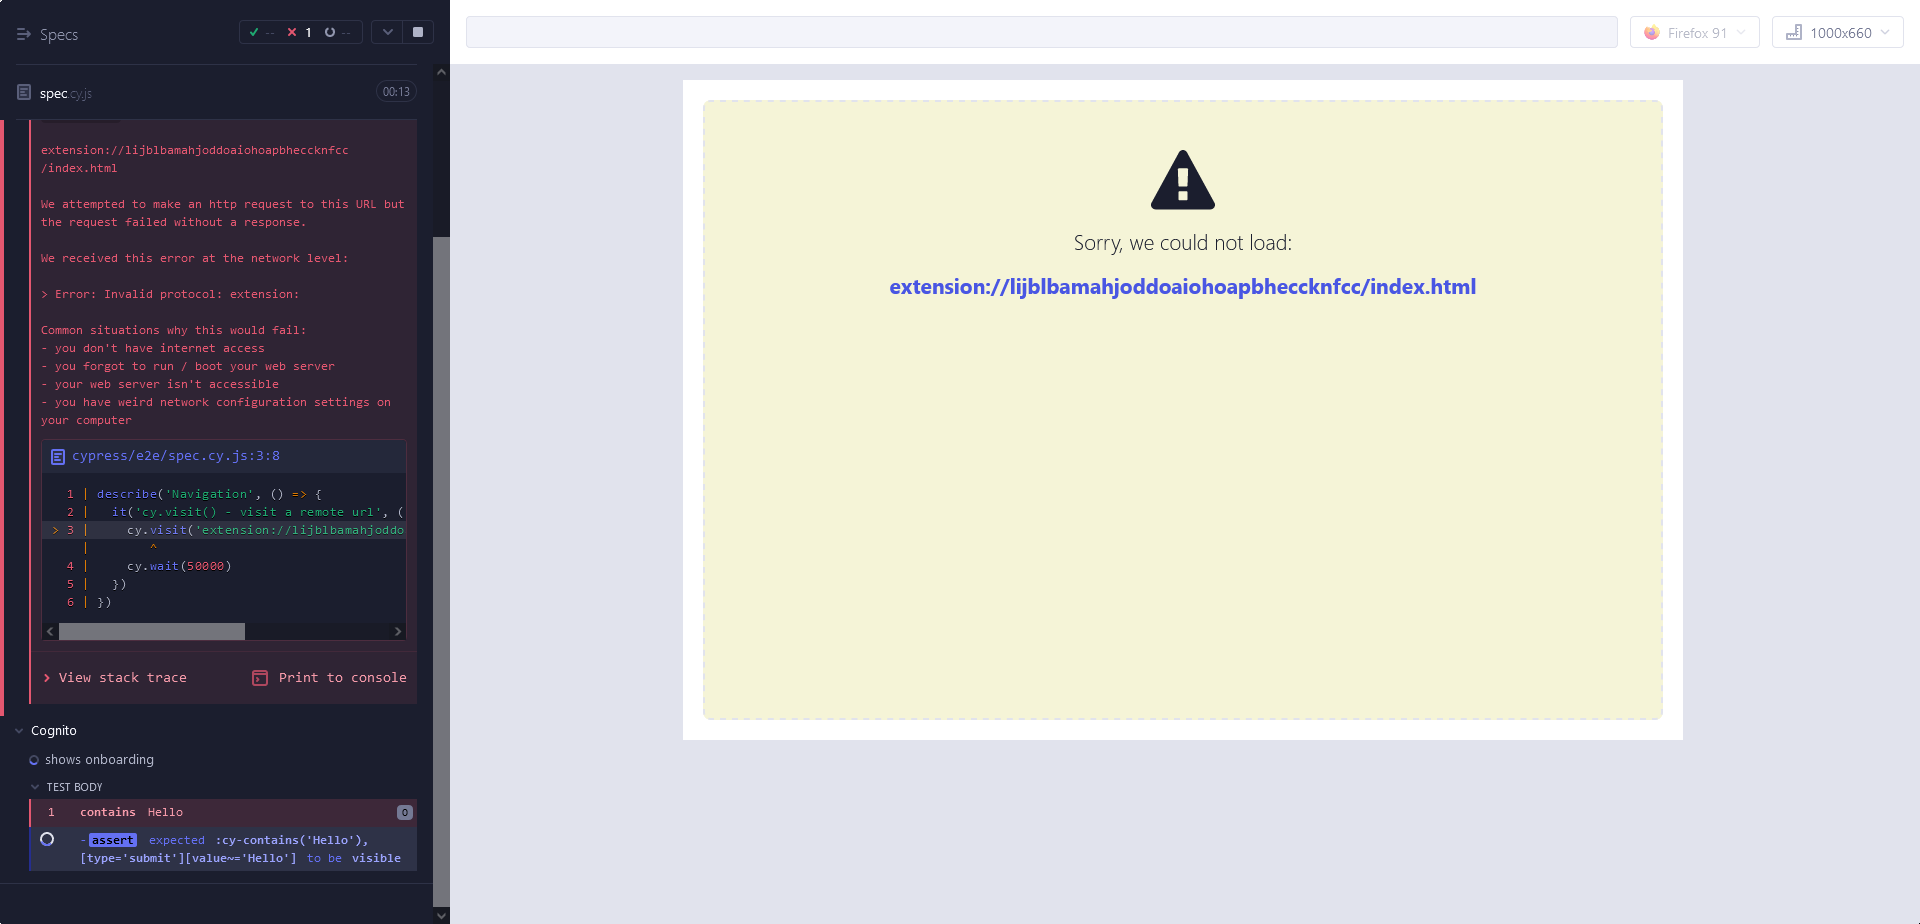 Specs
-- 1 --
Firefox 91
1000x660
spec.cy.js
00:13
extension://lijblbamahjoddoaiohoapbheccknfcc
/index.html
We attempted to make an http request to this URL but
the request failed without a response.
We received this error at the network level:
> Error: Invalid protocol: extension:
Common situations why this would fail:
- you don't have internet access
- you forgot to run / boot your web server
- your web server isn't accessible
- you have weird network configuration settings on
your computer
cypress/e2e/spec.cy.js:3:8
1 | describe('Navigation', () => {
2 |   it('cy.visit() - visit a remote url', (
> 3 |     cy.visit('extension://lijblbamahjoddo
|        ^
4 |     cy.wait(50000)
5 |   })
6 | })
View stack trace
Print to console
Cognito
shows onboarding
TEST BODY
1 contains Hello 0
-assert expected :cy-contains('Hello'),
[type='submit'][value~='Hello'] to be visible
Sorry, we could not load:
extension://lijblbamahjoddoaiohoapbheccknfcc/index.html